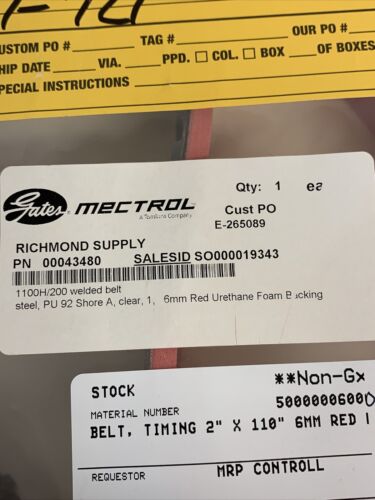 CUSTOM PO # TAG # OUR PO #
SHIP DATE VIA. PPD. COL. BOX OF BOXES
SPECIAL INSTRUCTIONS
Gates MECTROL
A Tomkins Company
Qty: 1 ea
Cust PO
E-265089
RICHMOND SUPPLY
PN 00043480 SALESID SO000019343
1100H/200 welded belt
steel, PU 92 Shore A, clear, 1, 6mm Red Urethane Foam Backing
STOCK **Non-Gx
MATERIAL NUMBER 50000006000
BELT, TIMING 2" X 110" 6MM RED
REQUESTOR MRP CONTROLL